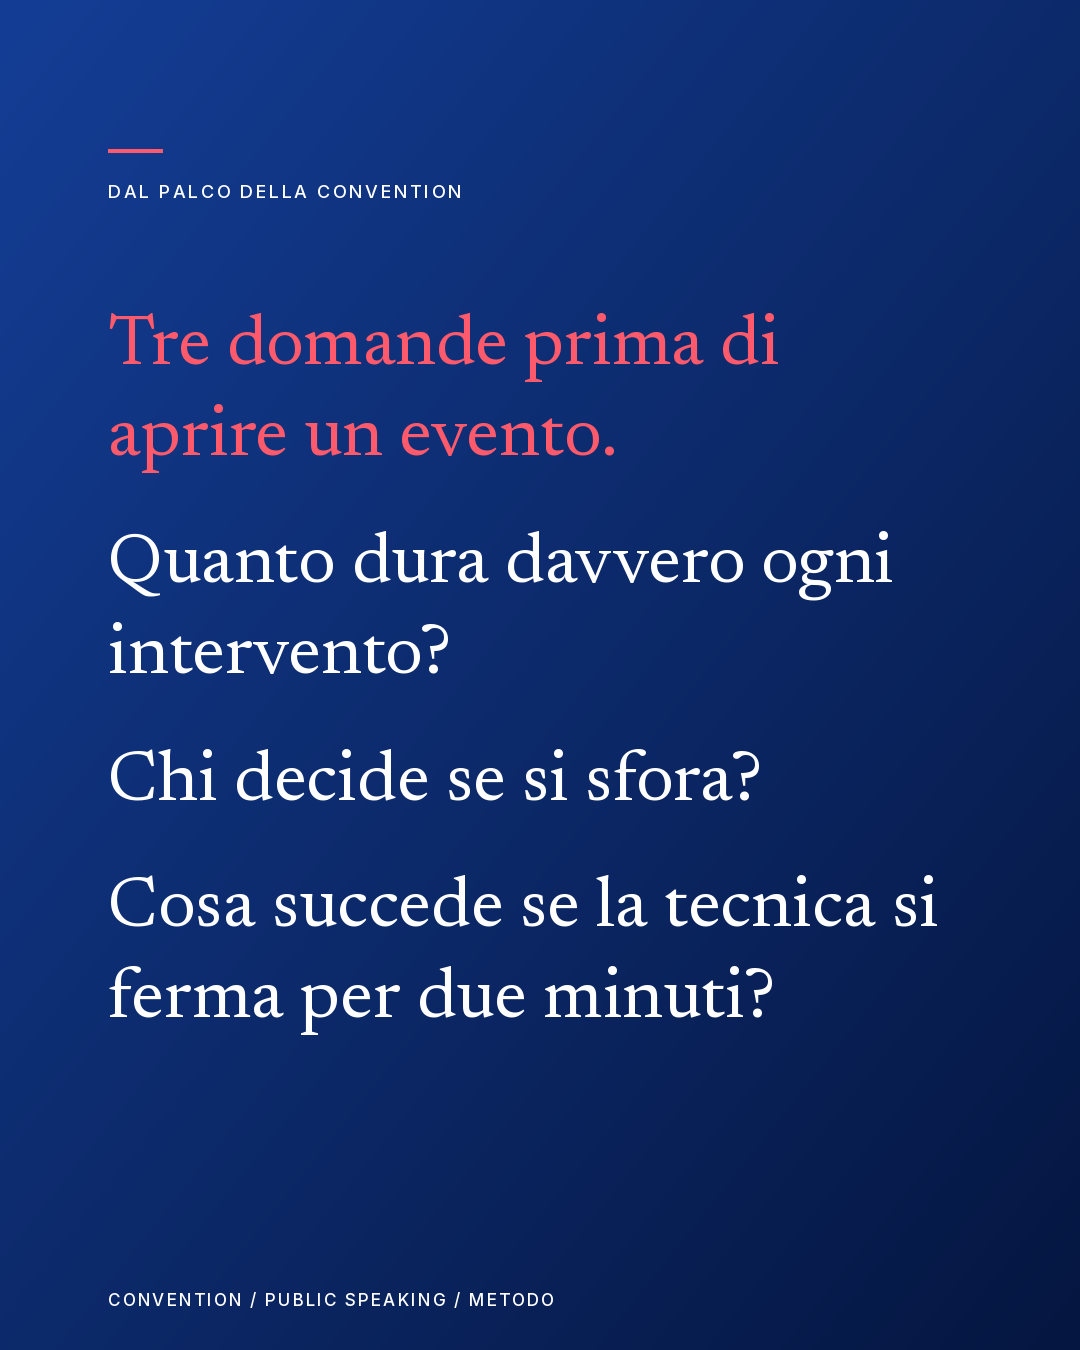 DAL PALCO DELLA CONVENTION
Tre domande prima di
aprire un evento.
Quanto dura davvero ogni
intervento?
Chi decide se si sfora?
Cosa succede se la tecnica si
ferma per due minuti?
CONVENTION / PUBLIC SPEAKING / METODO